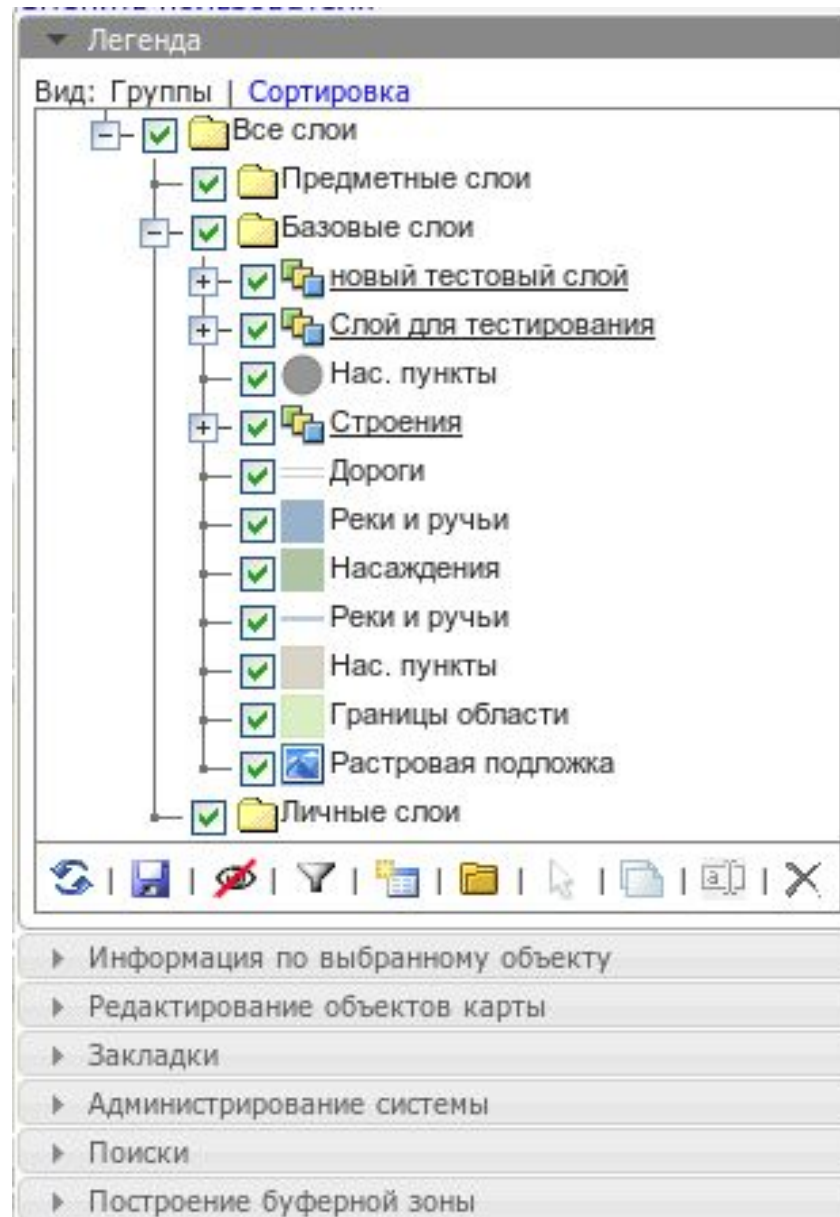 Легенда
Вид: Группы | Сортировка
Все слои
Предметные слои
Базовые слои
новый тестовый слой
Слой для тестирования
Нас. пункты
Строения
Дороги
Реки и ручьи
Насаждения
Реки и ручьи
Нас. пункты
Границы области
Растровая подложка
Личные слои
Информация по выбранному объекту
Редактирование объектов карты
Закладки
Администрирование системы
Поиски
Построение буферной зоны